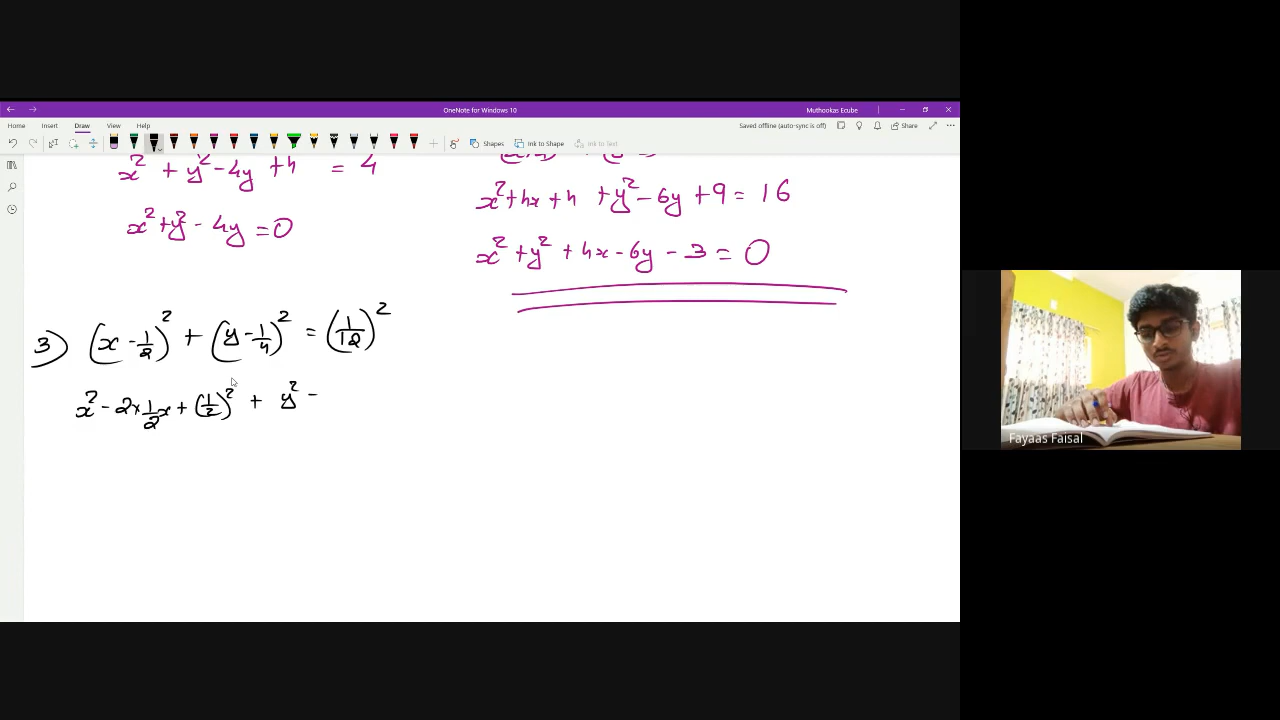 OneNote for Windows 10
Muthookas Ecube
Home Insert Draw View Help
Saved offline (auto-sync is off) Share
Shapes Ink to Shape Ink to Text
x² + y² - 4y + 4 = 4
x² + y² - 4y = 0
x² + 4x + 4 + y² - 6y + 9 = 16
x² + y² + 4x - 6y - 3 = 0
3) (x - 1/2)² + (y - 1/4)² = (1/12)²
x² - 2 × 1/2 x + (1/2)² + y² -
Fayaas Faisal